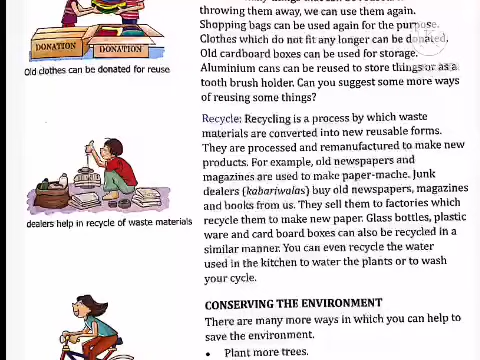 throwing them away, we can use them again.
Shopping bags can be used again for the purpose.
Clothes which do not fit any longer can be donated.
Old cardboard boxes can be used for storage.
Aluminium cans can be reused to store things or as a
tooth brush holder. Can you suggest some more ways
of reusing some things?
DONATION
DONATION
Old clothes can be donated for reuse
Recycle: Recycling is a process by which waste
materials are converted into new reusable forms.
They are processed and remanufactured to make new
products. For example, old newspapers and
magazines are used to make paper-mache. Junk
dealers (kabariwalas) buy old newspapers, magazines
and books from us. They sell them to factories which
recycle them to make new paper. Glass bottles, plastic
ware and card board boxes can also be recycled in a
similar manner. You can even recycle the water
used in the kitchen to water the plants or to wash
your cycle.
dealers help in recycle of waste materials
CONSERVING THE ENVIRONMENT
There are many more ways in which you can help to
save the environment.
• Plant more trees.